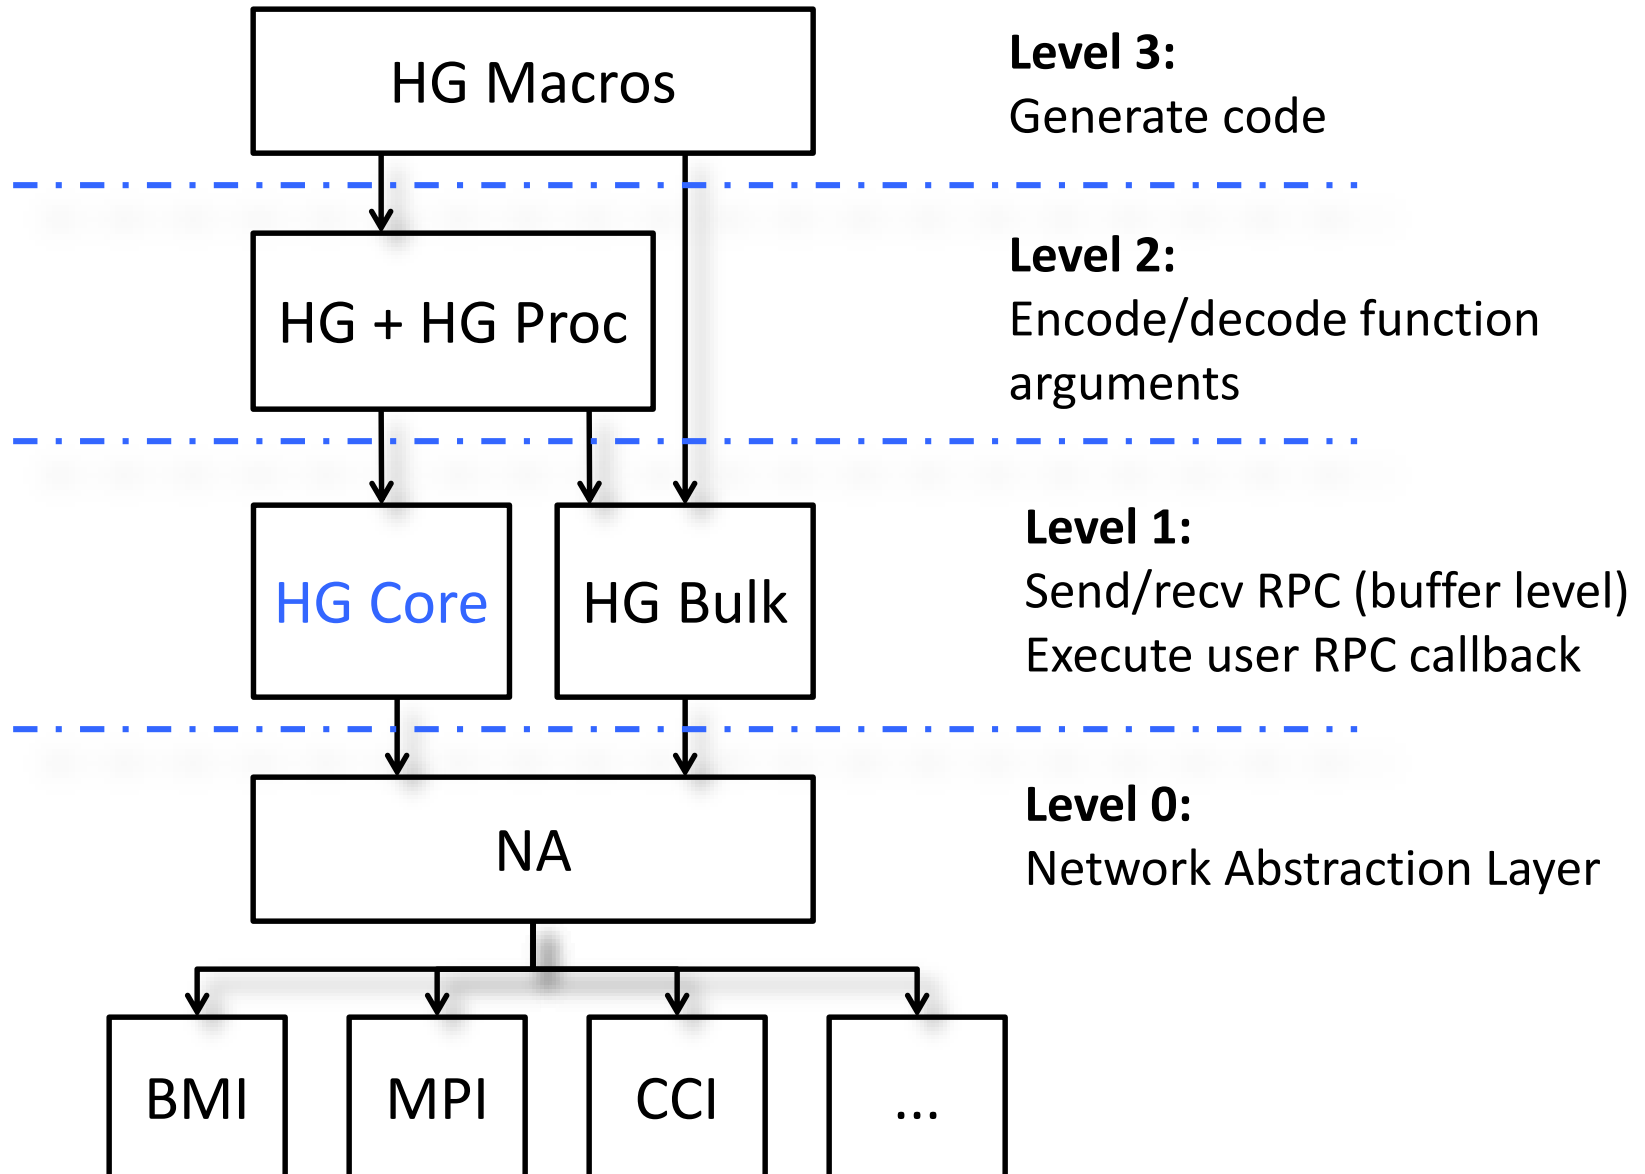 HG Macros
Level 3:
Generate code
HG + HG Proc
Level 2:
Encode/decode function
arguments
HG Core
HG Bulk
Level 1:
Send/recv RPC (buffer level)
Execute user RPC callback
NA
Level 0:
Network Abstraction Layer
BMI
MPI
CCI
...